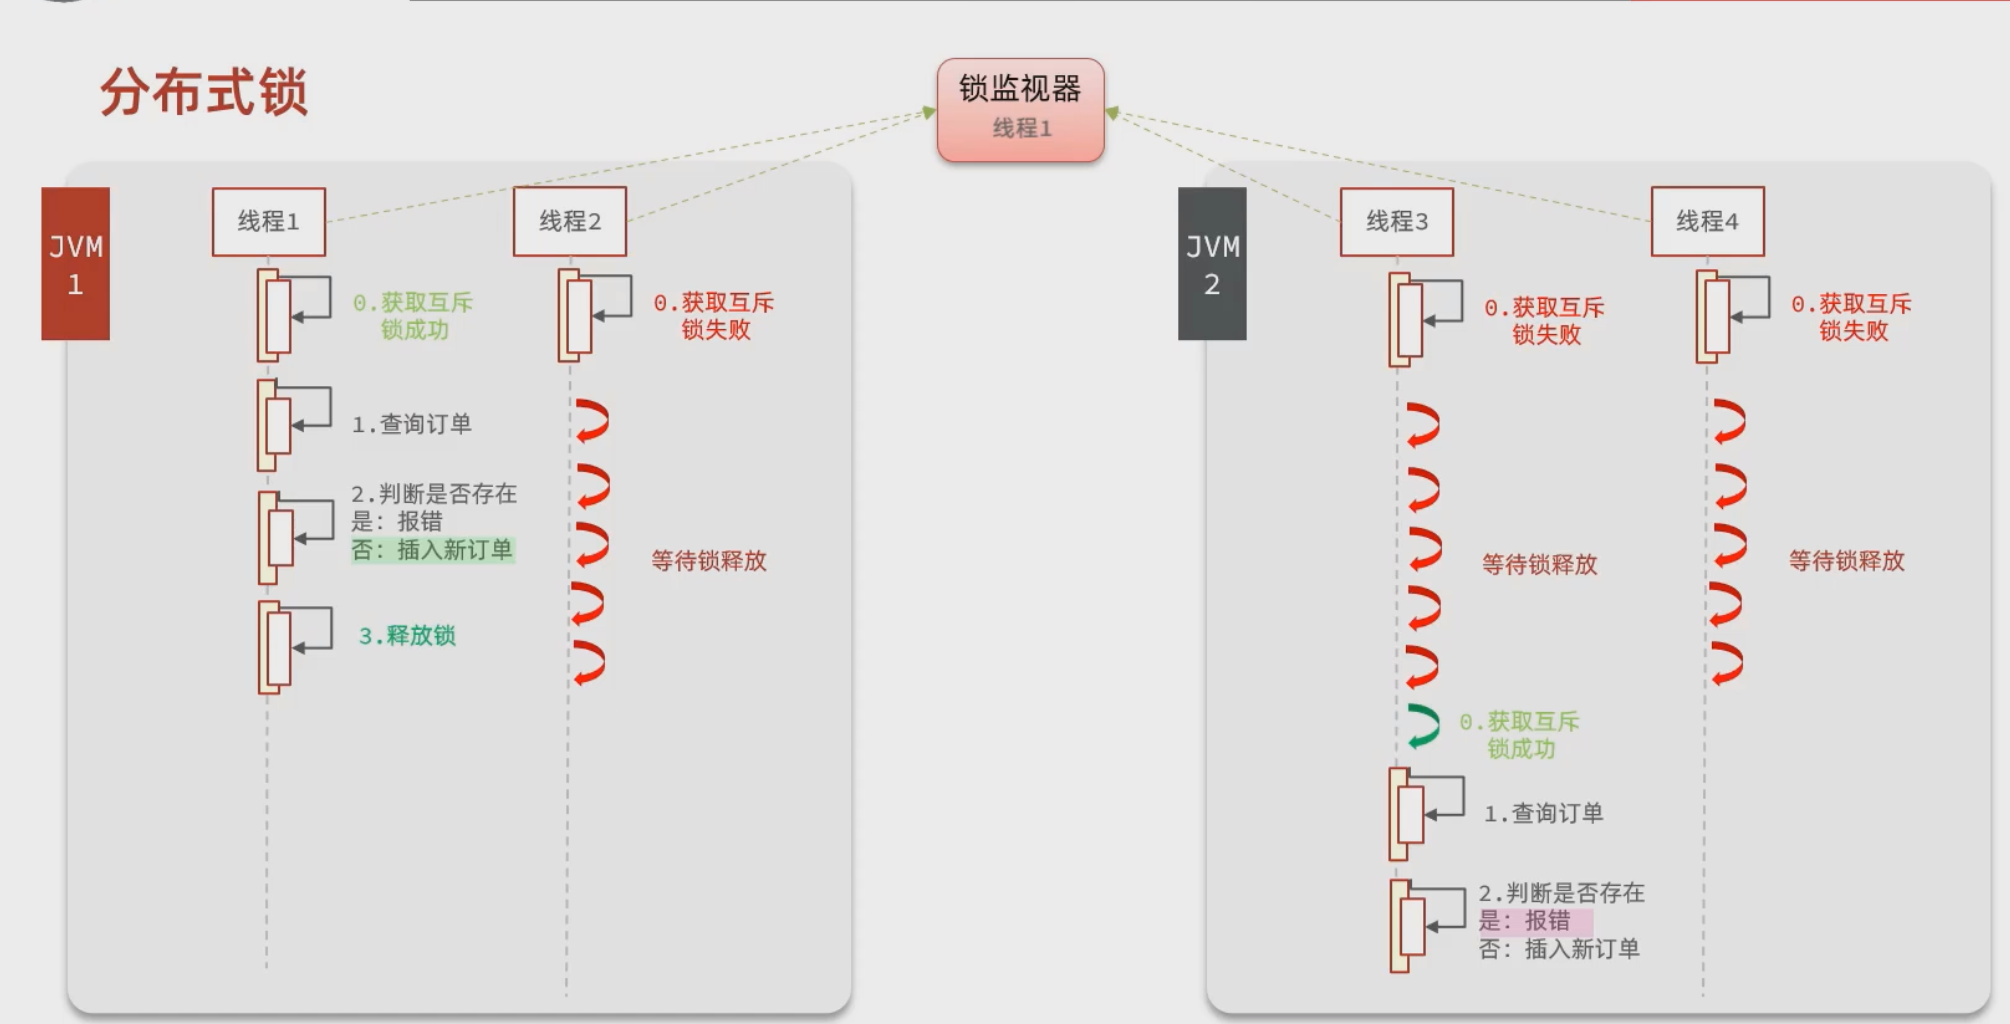 分布式锁
锁监视器
线程1
JVM
1
线程1
0.获取互斥
锁成功
1.查询订单
2.判断是否存在
是：报错
否：插入新订单
3.释放锁
线程2
0.获取互斥
锁失败
等待锁释放
JVM
2
线程3
0.获取互斥
锁失败
等待锁释放
0.获取互斥
锁成功
1.查询订单
2.判断是否存在
是：报错
否：插入新订单
线程4
0.获取互斥
锁失败
等待锁释放